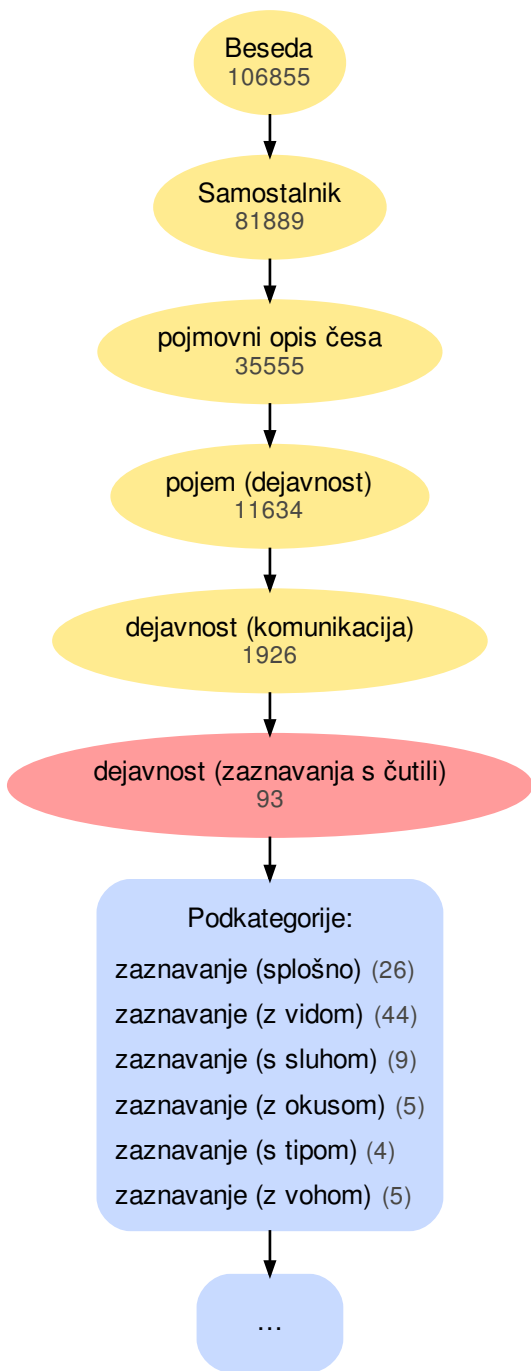 Beseda
106855
Samostalnik
81889
pojmovni opis česa
35555
pojem (dejavnost)
11634
dejavnost (komunikacija)
1926
dejavnost (zaznavanja s čutili)
93
Podkategorije:
zaznavanje (splošno) (26)
zaznavanje (z vidom) (44)
zaznavanje (s sluhom) (9)
zaznavanje (z okusom) (5)
zaznavanje (s tipom) (4)
zaznavanje (z vohom) (5)
...